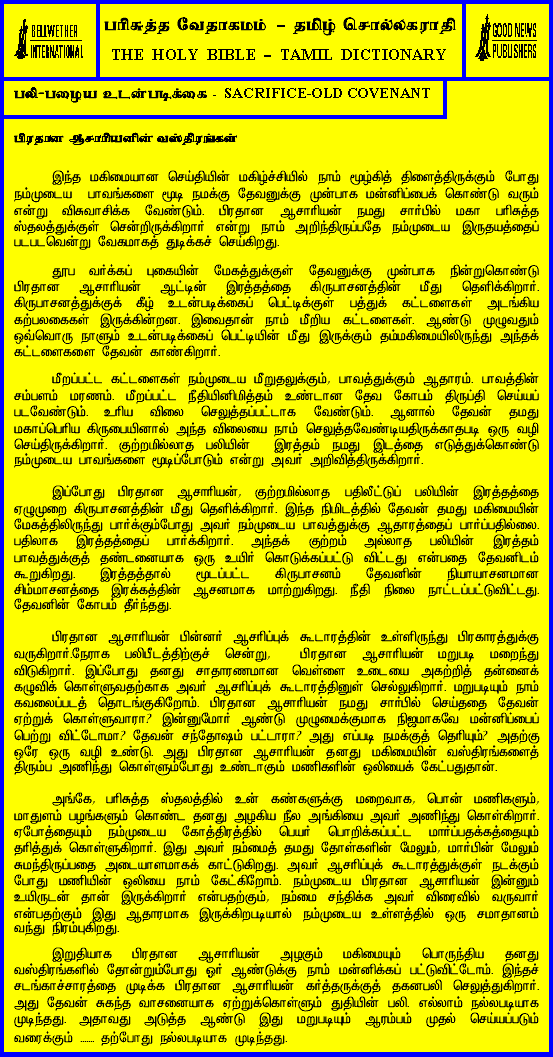 BELLWETHER
INTERNATIONAL
பரிசுத்த வேதாகமம் – தமிழ் சொல்லகராதி
THE HOLY BIBLE – TAMIL DICTIONARY
GOOD NEWS
PUBLISHERS
பலி-பழைய உடன்படிக்கை - SACRIFICE-OLD COVENANT
பிரதான ஆசாரியனின் வஸ்திரங்கள்
இந்த மகிமையான செய்தியின் மகிழ்ச்சியில் நாம் மூழ்கித் திளைத்திருக்கும் போது
நம்முடைய பாவங்களை மூடி நமக்கு தேவனுக்கு முன்பாக மன்னிப்பைக் கொண்டு வரும்
என்று விசுவாசிக்க வேண்டும். பிரதான ஆசாரியன் நமது சார்பில் மகா பரிசுத்த
ஸ்தலத்துக்குள் சென்றிருக்கிறார் என்று நாம் அறிந்திருப்பதே நம்முடைய இருதயத்தைப்
படபடவென்று வேகமாகத் துடிக்கச் செய்கிறது.
தூப வர்க்கப் புகையின் மேகத்துக்குள் தேவனுக்கு முன்பாக நின்றுகொண்டு
பிரதான ஆசாரியன் ஆட்டின் இரத்தத்தை கிருபாசனத்தின் மீது தெளிக்கிறார்.
கிருபாசனத்துக்குக் கீழ் உடன்படிக்கைப் பெட்டிக்குள் பத்துக் கட்டளைகள் அடங்கிய
கற்பலகைகள் இருக்கின்றன. இவைதான் நாம் மீறிய கட்டளைகள். ஆண்டு முழுவதும்
ஒவ்வொரு நாளும் உடன்படிக்கைப் பெட்டியின் மீது இருக்கும் தம்மகிமையிலிருந்து அந்தக்
கட்டளைகளை தேவன் காண்கிறார்.
மீறப்பட்ட கட்டளைகள் நம்முடைய மீறுதலுக்கும், பாவத்துக்கும் ஆதாரம். பாவத்தின்
சம்பளம் மரணம். மீறப்பட்ட நீதியினிமித்தம் உண்டான தேவ கோபம் திருப்தி செய்யப்
படவேண்டும். உரிய விலை செலுத்தப்பட்டாக வேண்டும். ஆனால் தேவன் தமது
மகாப்பெரிய கிருபையினால் அந்த விலையை நாம் செலுத்தவேண்டியதிருக்காதபடி ஒரு வழி
செய்திருக்கிறார். குற்றமில்லாத பலியின் இரத்தம் நமது இடத்தை எடுத்துக்கொண்டு
நம்முடைய பாவங்களை மூடிப்போடும் என்று அவர் அறிவித்திருக்கிறார்.
இப்போது பிரதான ஆசாரியன், குற்றமில்லாத பதிலீட்டுப் பலியின் இரத்தத்தை
ஏழுமுறை கிருபாசனத்தின் மீது தெளிக்கிறார். இந்த நிமிடத்தில் தேவன் தமது மகிமையின்
மேகத்திலிருந்து பார்க்கும்போது அவர் நம்முடைய பாவத்துக்கு ஆதாரத்தைப் பார்ப்பதில்லை.
பதிலாக இரத்தத்தைப் பார்க்கிறார். அந்தக் குற்றம் அல்லாத பலியின் இரத்தம்
பாவத்துக்குத் தண்டனையாக ஒரு உயிர் கொடுக்கப்பட்டு விட்டது என்பதை தேவனிடம்
கூறுகிறது. இரத்தத்தால் மூடப்பட்ட கிருபாசனம் தேவனின் நியாயாசனமான
சிம்மாசனத்தை இரக்கத்தின் ஆசனமாக மாற்றுகிறது. நீதி நிலை நாட்டப்பட்டுவிட்டது.
தேவனின் கோபம் தீர்ந்தது.
பிரதான ஆசாரியன் பின்னர் ஆசரிப்புக் கூடாரத்தின் உள்ளிருந்து பிரகாரத்துக்கு
வருகிறார்.நேராக பலிபீடத்திற்குச் சென்று, பிரதான ஆசாரியன் மறுபடி மறைந்து
விடுகிறார். இப்போது தனது சாதாரணமான வெள்ளை உடையை அகற்றித் தன்னைக்
கழுவிக் கொள்ளுவதற்காக அவர் ஆசரிப்புக் கூடாரத்தினுள் செல்லுகிறார். மறுபடியும் நாம்
கவலைப்படத் தொடங்குகிறோம். பிரதான ஆசாரியன் நமது சார்பில் செய்ததை தேவன்
ஏற்றுக் கொள்ளுவாரா? இன்னுமோர் ஆண்டு முழுமைக்குமாக நிஜமாகவே மன்னிப்பைப்
பெற்று விட்டோமா? தேவன் சந்தோஷம் பட்டாரா? அது எப்படி நமக்குத் தெரியும்? அதற்கு
ஒரே ஒரு வழி உண்டு. அது பிரதான ஆசாரியன் தனது மகிமையின் வஸ்திரங்களைத்
திரும்ப அணிந்து கொள்ளும்போது உண்டாகும் மணிகளின் ஒலியைக் கேட்பதுதான்.
அங்கே, பரிசுத்த ஸ்தலத்தில் உன் கண்களுக்கு மறைவாக, பொன் மணிகளும்,
மாதுளம் பழங்களும் கொண்ட தனது அழகிய நீல அங்கியை அவர் அணிந்து கொள்கிறார்.
ஏபோத்தையும் நம்முடைய கோத்திரத்தில் பெயர் பொறிக்கப்பட்ட மார்ப்பதக்கத்தையும்
தரித்துக் கொள்ளுகிறார். இது அவர் நம்மைத் தமது தோள்களின் மேலும், மார்பின் மேலும்
சுமந்திருப்பதை அடையாளமாகக் காட்டுகிறது. அவர் ஆசரிப்புக் கூடாரத்துக்குள் நடக்கும்
போது மணியின் ஒலியை நாம் கேட்கிறோம். நம்முடைய பிரதான ஆசாரியன் இன்னும்
உயிருடன் தான் இருக்கிறார் என்பதற்கும், நம்மை சந்திக்க அவர் விரைவில் வருவார்
என்பதற்கும் இது ஆதாரமாக இருக்கிறபடியால் நம்முடைய உள்ளத்தில் ஒரு சமாதானம்
வந்து நிரம்புகிறது.
இறுதியாக பிரதான ஆசாரியன் அழகும் மகிமையும் பொருந்திய தனது
வஸ்திரங்களில் தோன்றும்போது ஓர் ஆண்டுக்கு நாம் மன்னிக்கப் பட்டுவிட்டோம். இந்தச்
சடங்காச்சாரத்தை முடிக்க பிரதான ஆசாரியன் கர்த்தருக்குத் தகனபலி செலுத்துகிறார்.
அது தேவன் சுகந்த வாசனையாக ஏற்றுக்கொள்ளும் துதியின் பலி. எல்லாம் நல்லபடியாக
முடிந்தது. அதாவது அடுத்த ஆண்டு இது மறுபடியும் ஆரம்பம் முதல் செய்யப்படும்
வரைக்கும் ....... தற்போது நல்லபடியாக முடிந்தது.